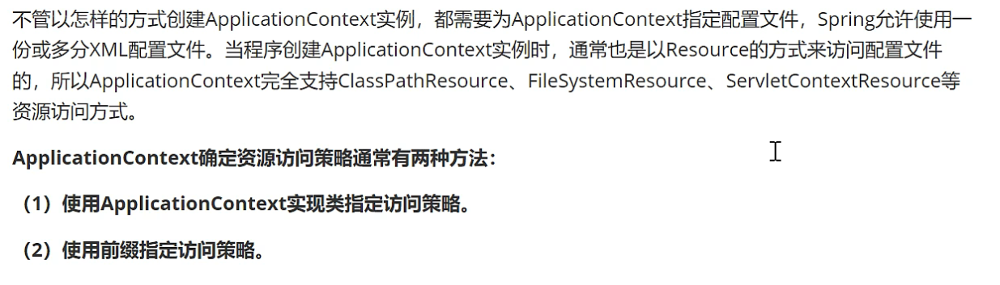 不管以怎样的方式创建ApplicationContext实例，都需要为ApplicationContext指定配置文件，Spring允许使用一
份或多分XML配置文件。当程序创建ApplicationContext实例时，通常也是以Resource的方式来访问配置文件
的，所以ApplicationContext完全支持ClassPathResource、FileSystemResource、ServletContextResource等
资源访问方式。
ApplicationContext确定资源访问策略通常有两种方法：
（1）使用ApplicationContext实现类指定访问策略。
（2）使用前缀指定访问策略。